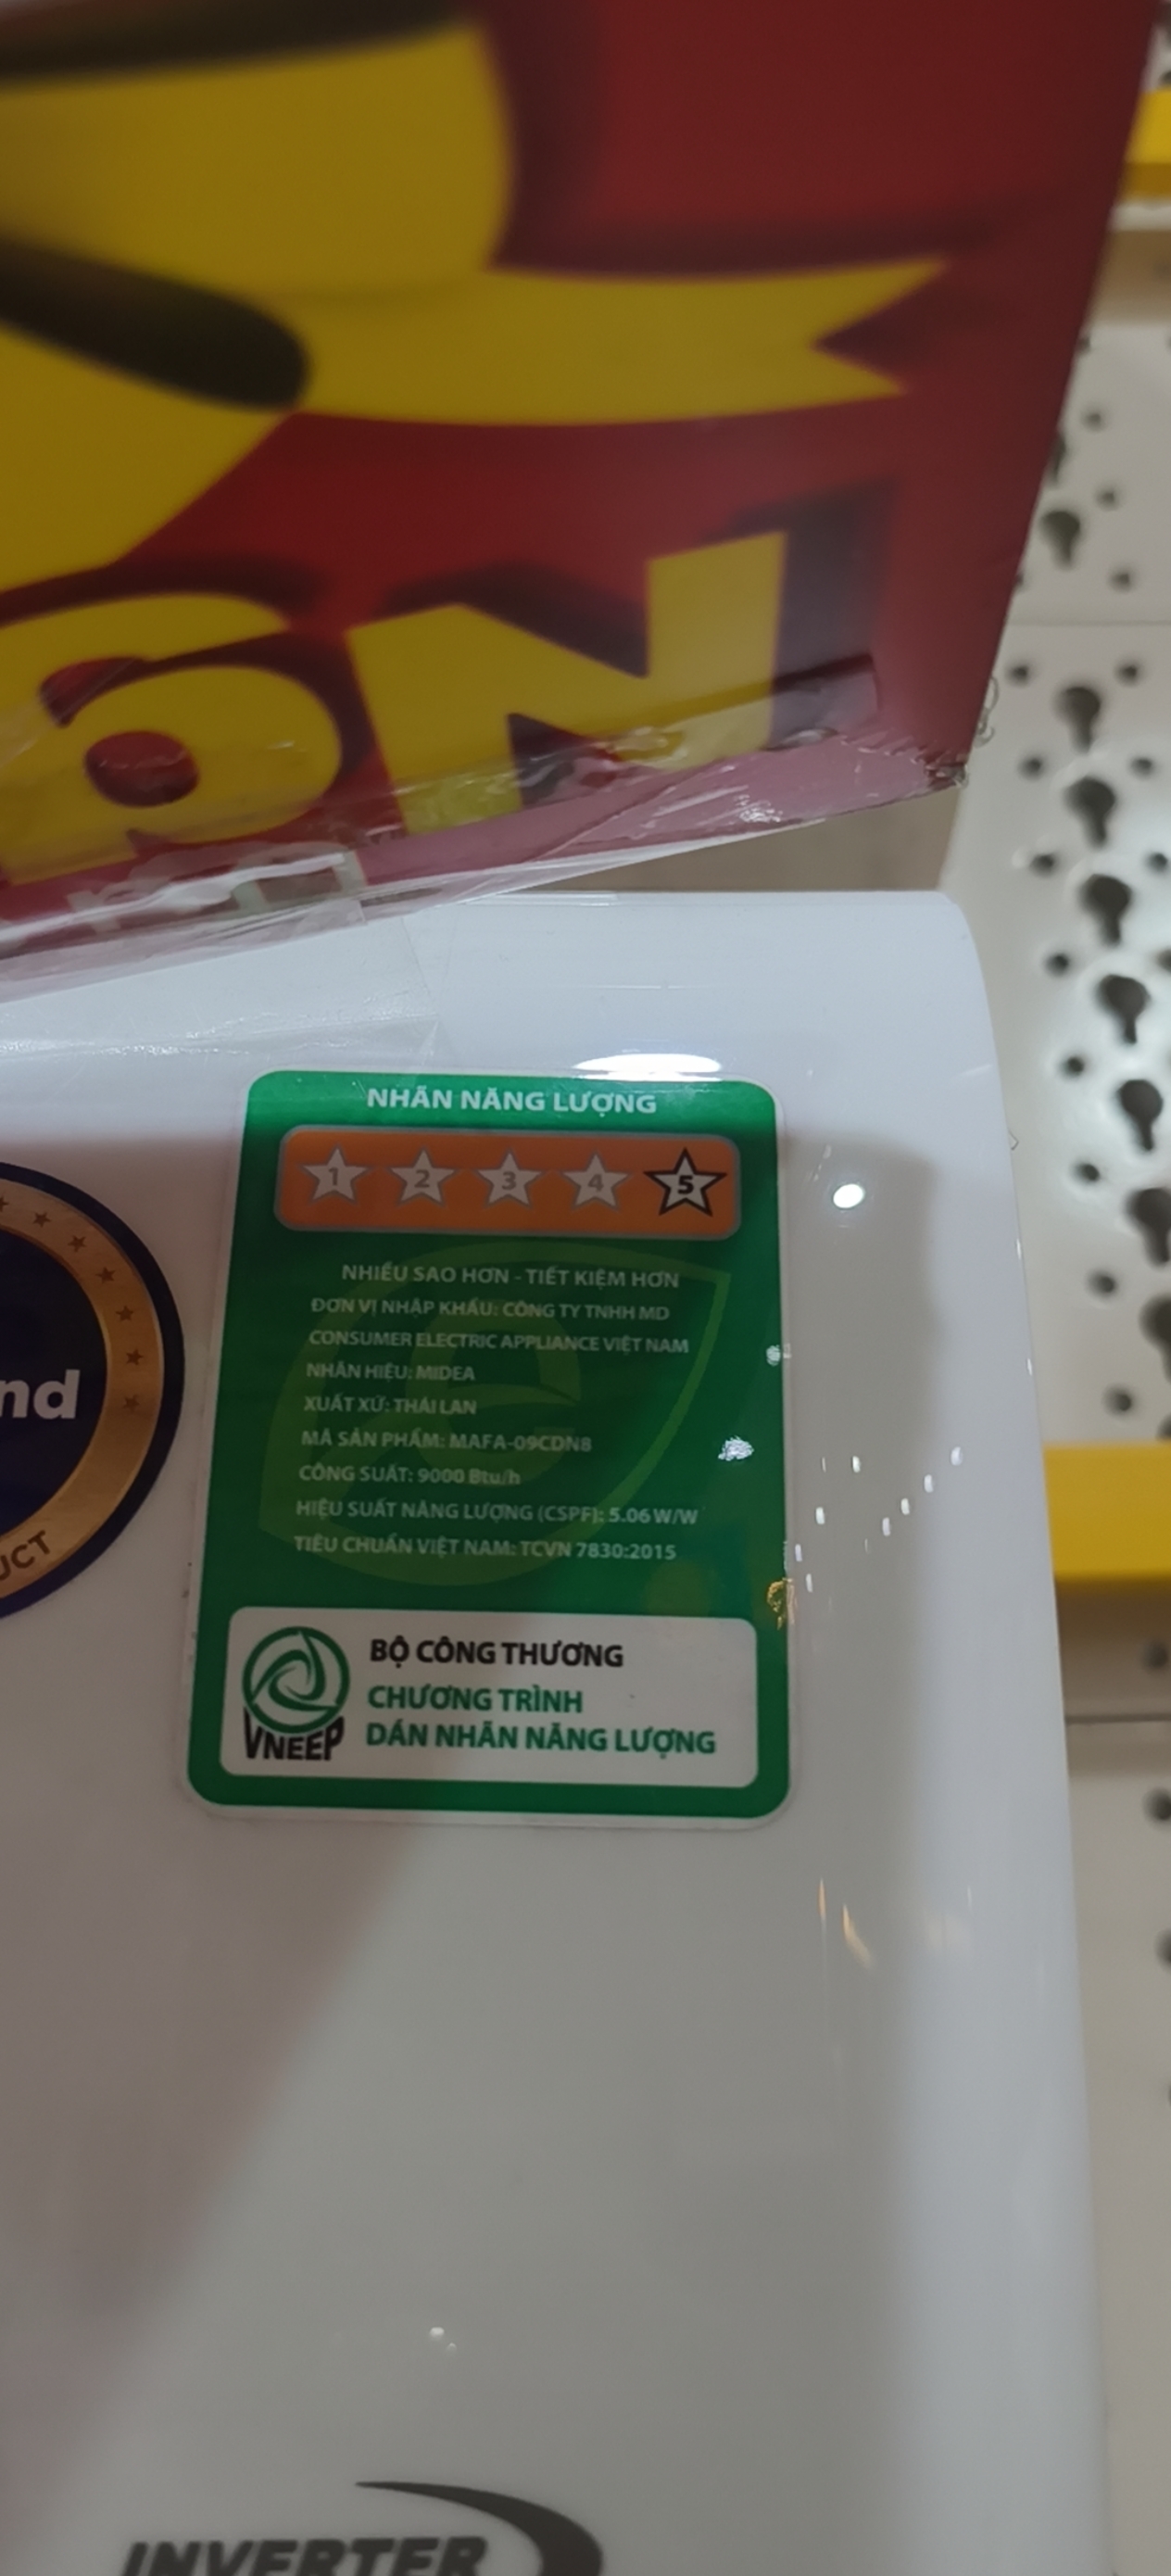 NHÃN NĂNG LƯỢNG
1 2 3 4 5
NHIỀU SAO HƠN - TIẾT KIỆM HƠN
ĐƠN VỊ NHẬP KHẨU: CÔNG TY TNHH MD
CONSUMER ELECTRIC APPLIANCE VIỆT NAM
NHÃN HIỆU: MIDEA
XUẤT XỨ: THÁI LAN
MÃ SẢN PHẨM: MAFA-09CDN8
CÔNG SUẤT: 9000 Btu/h
HIỆU SUẤT NĂNG LƯỢNG (CSPF): 5.06 W/W
TIÊU CHUẨN VIỆT NAM: TCVN 7830:2015
VNEEP
BỘ CÔNG THƯƠNG
CHƯƠNG TRÌNH
DÁN NHÃN NĂNG LƯỢNG
INVERTER